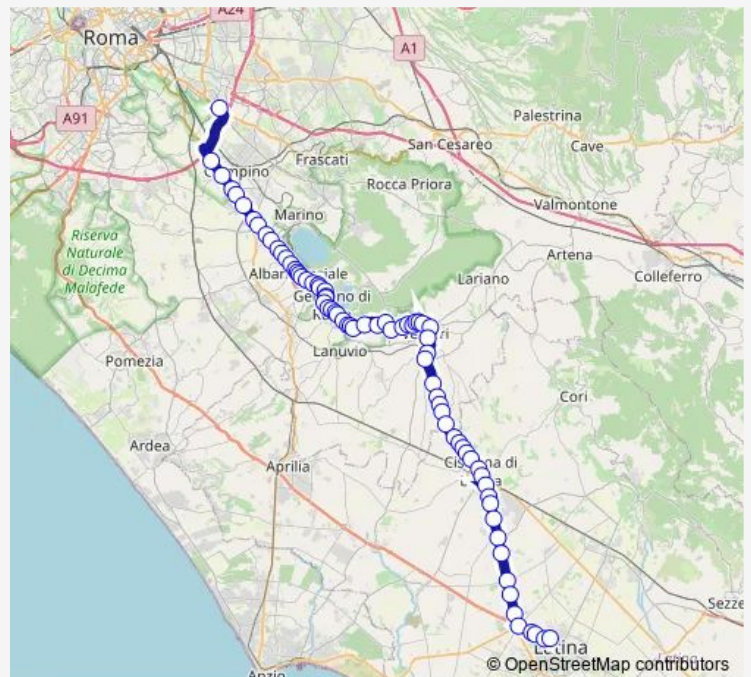 A24
Roma
A1
A91
Palestrina
San Cesareo
Cave
Frascati
Ciampino
Rocca Priora
Valmontone
Marino
Riserva
Naturale
di Decima
Malafede
Artena
Colleferro
Lariano
Lanuvio
Pomezia
Cori
Ardea
Aprilia
Sezze
Latina
Latina
Anzio
© OpenStreetMap contributors